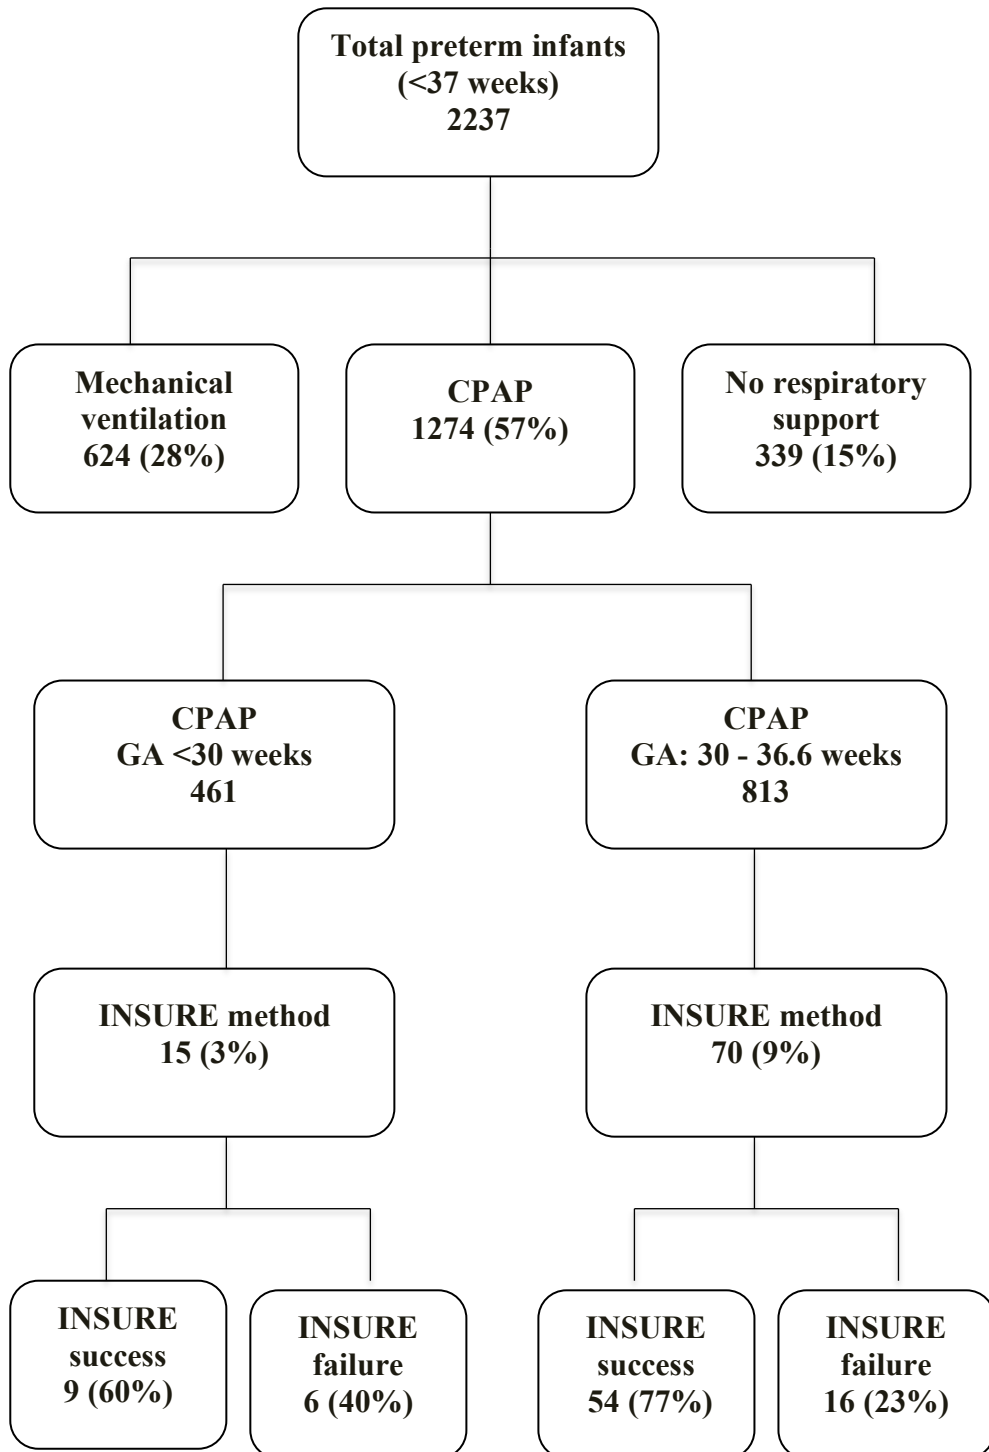 Total preterm infants
(<37 weeks)
2237
Mechanical
ventilation
624 (28%)
CPAP
1274 (57%)
No respiratory
support
339 (15%)
CPAP
GA <30 weeks
461
CPAP
GA: 30 - 36.6 weeks
813
INSURE method
15 (3%)
INSURE method
70 (9%)
INSURE
success
9 (60%)
INSURE
failure
6 (40%)
INSURE
success
54 (77%)
INSURE
failure
16 (23%)